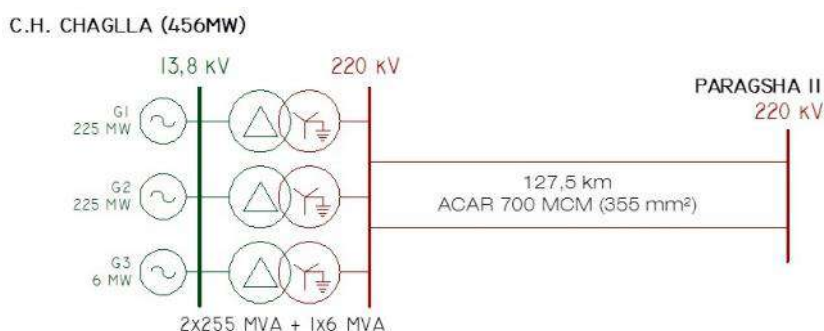 C.H. CHAGLLA (456MW)
13,8 KV
220 KV
PARAGSHA II
220 KV
G1
225 MW
G2
225 MW
G3
6 MW
127,5 km
ACAR 700 MCM (355 mm²)
2x255 MVA + 1x6 MVA